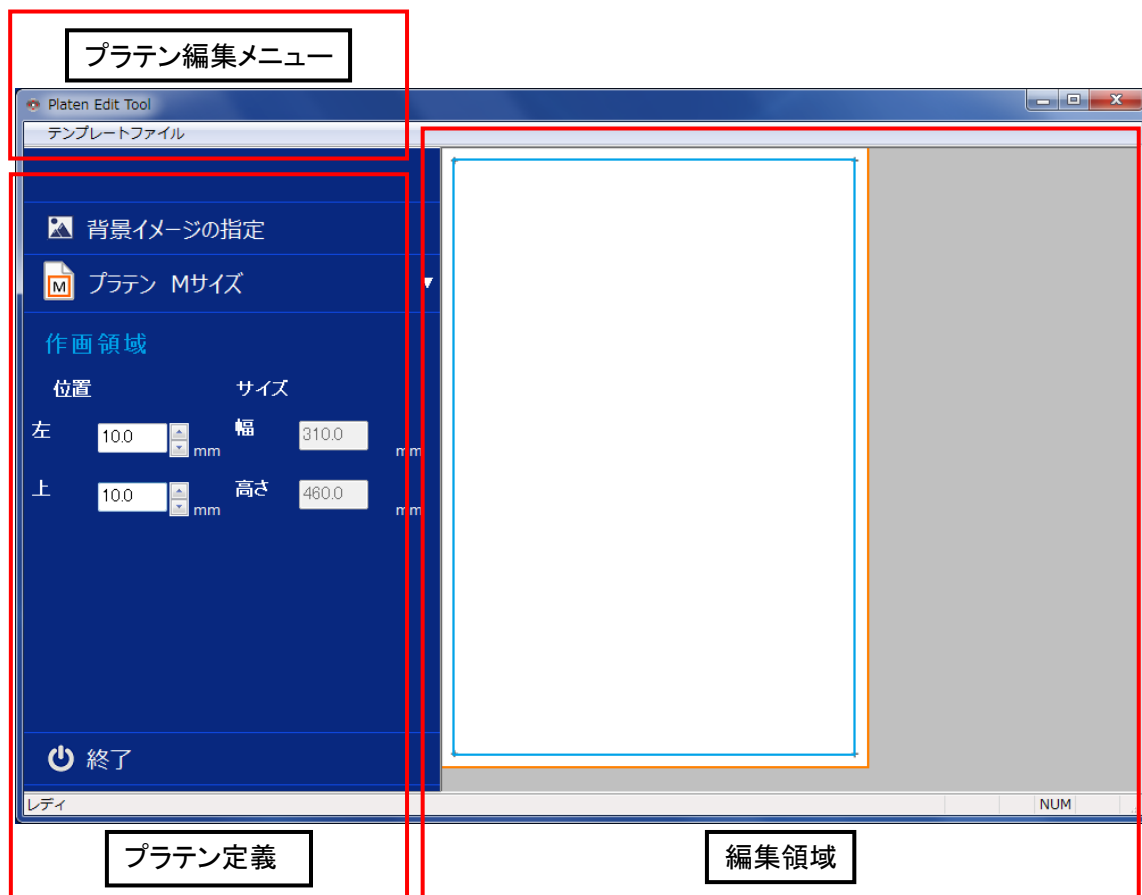 プラテン編集メニュー
Platen Edit Tool
テンプレートファイル
背景イメージの指定
M プラテン Mサイズ
作画領域
位置 サイズ
左 10.0 mm 幅 310.0 mm
上 10.0 mm 高さ 460.0 mm
終了
レディ NUM
プラテン定義 編集領域